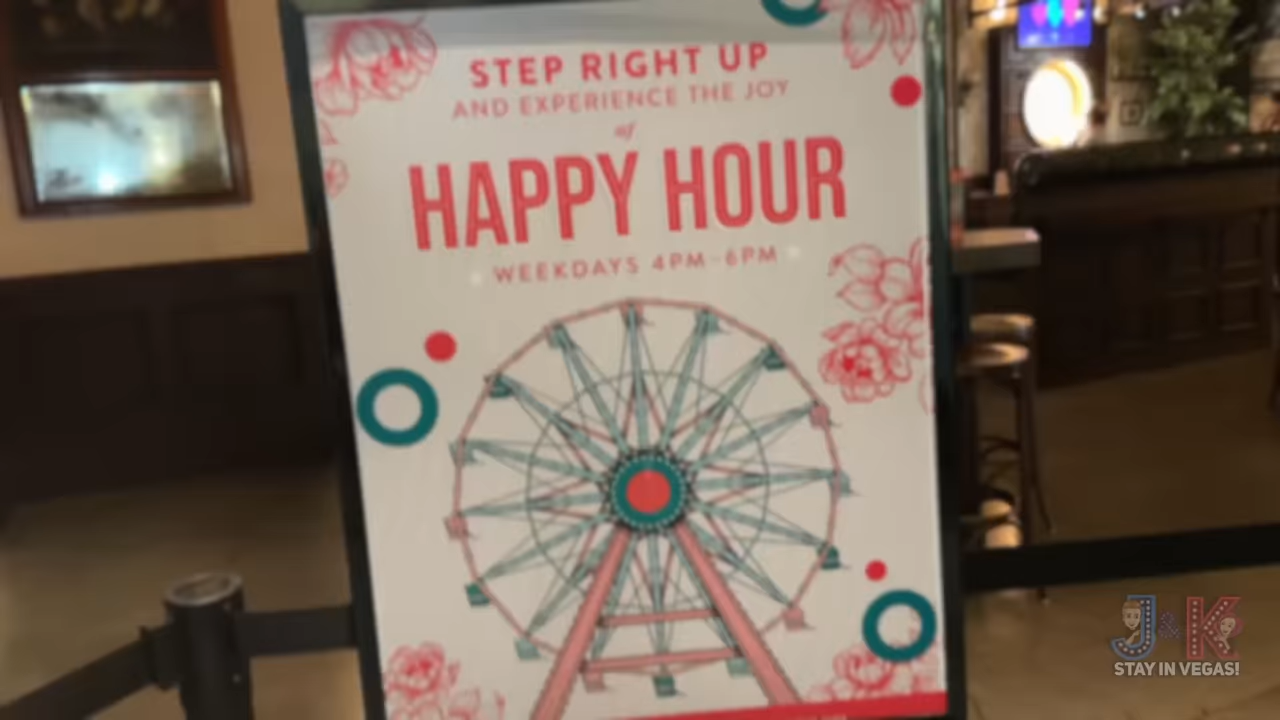 STEP RIGHT UP
AND EXPERIENCE THE JOY
of
HAPPY HOUR
WEEKDAYS 4PM-6PM
J&K
STAY IN VEGAS!